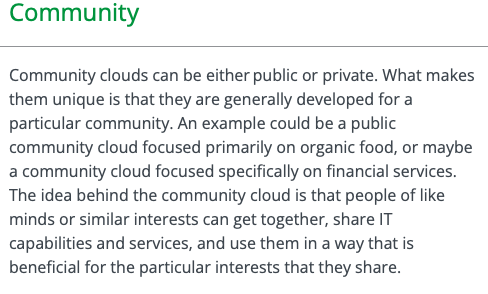 Community
Community clouds can be either public or private. What makes
them unique is that they are generally developed for a
particular community. An example could be a public
community cloud focused primarily on organic food, or maybe
a community cloud focused specifically on financial services.
The idea behind the community cloud is that people of like
minds or similar interests can get together, share IT
capabilities and services, and use them in a way that is
beneficial for the particular interests that they share.